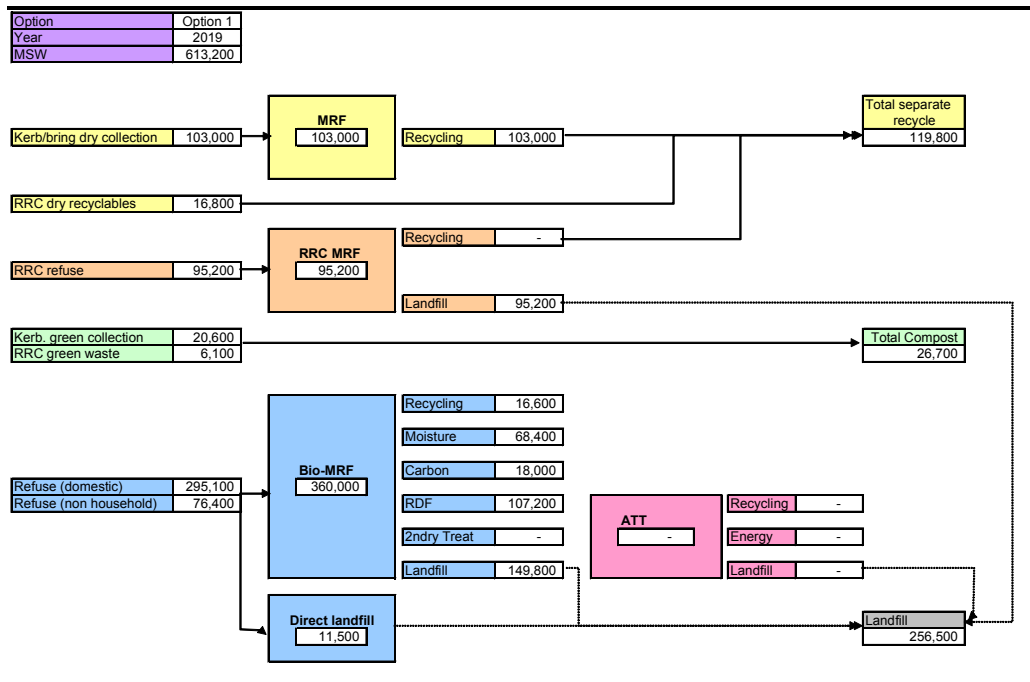 Option Option 1
Year 2019
MSW 613,200
Total separate
recycle
119,800
MRF
Kerb/bring dry collection 103,000
103,000
Recycling 103,000
RRC dry recyclables 16,800
Recycling -
RRC MRF
RRC refuse 95,200
95,200
Landfill 95,200
Kerb. green collection 20,600
RRC green waste 6,100
Total Compost
26,700
Recycling 16,600
Moisture 68,400
Bio-MRF
360,000
Carbon 18,000
Refuse (domestic) 295,100
Refuse (non household) 76,400
RDF 107,200
2ndry Treat -
Landfill 149,800
ATT
-
Recycling -
Energy -
Landfill -
Direct landfill
11,500
Landfill
256,500